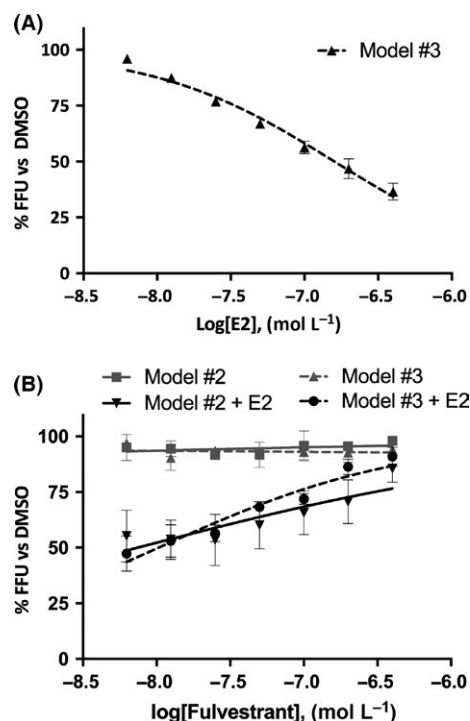 (A)
Model #3
% FFU vs DMSO
100
75
50
25
0
−8.5 −8.0 −7.5 −7.0 −6.5 −6.0
Log[E2], (mol L⁻¹)
(B)
Model #2 Model #3
Model #2 + E2 Model #3 + E2
% FFU vs DMSO
100
75
50
25
0
−8.5 −8.0 −7.5 −7.0 −6.5 −6.0
log[Fulvestrant], (mol L⁻¹)